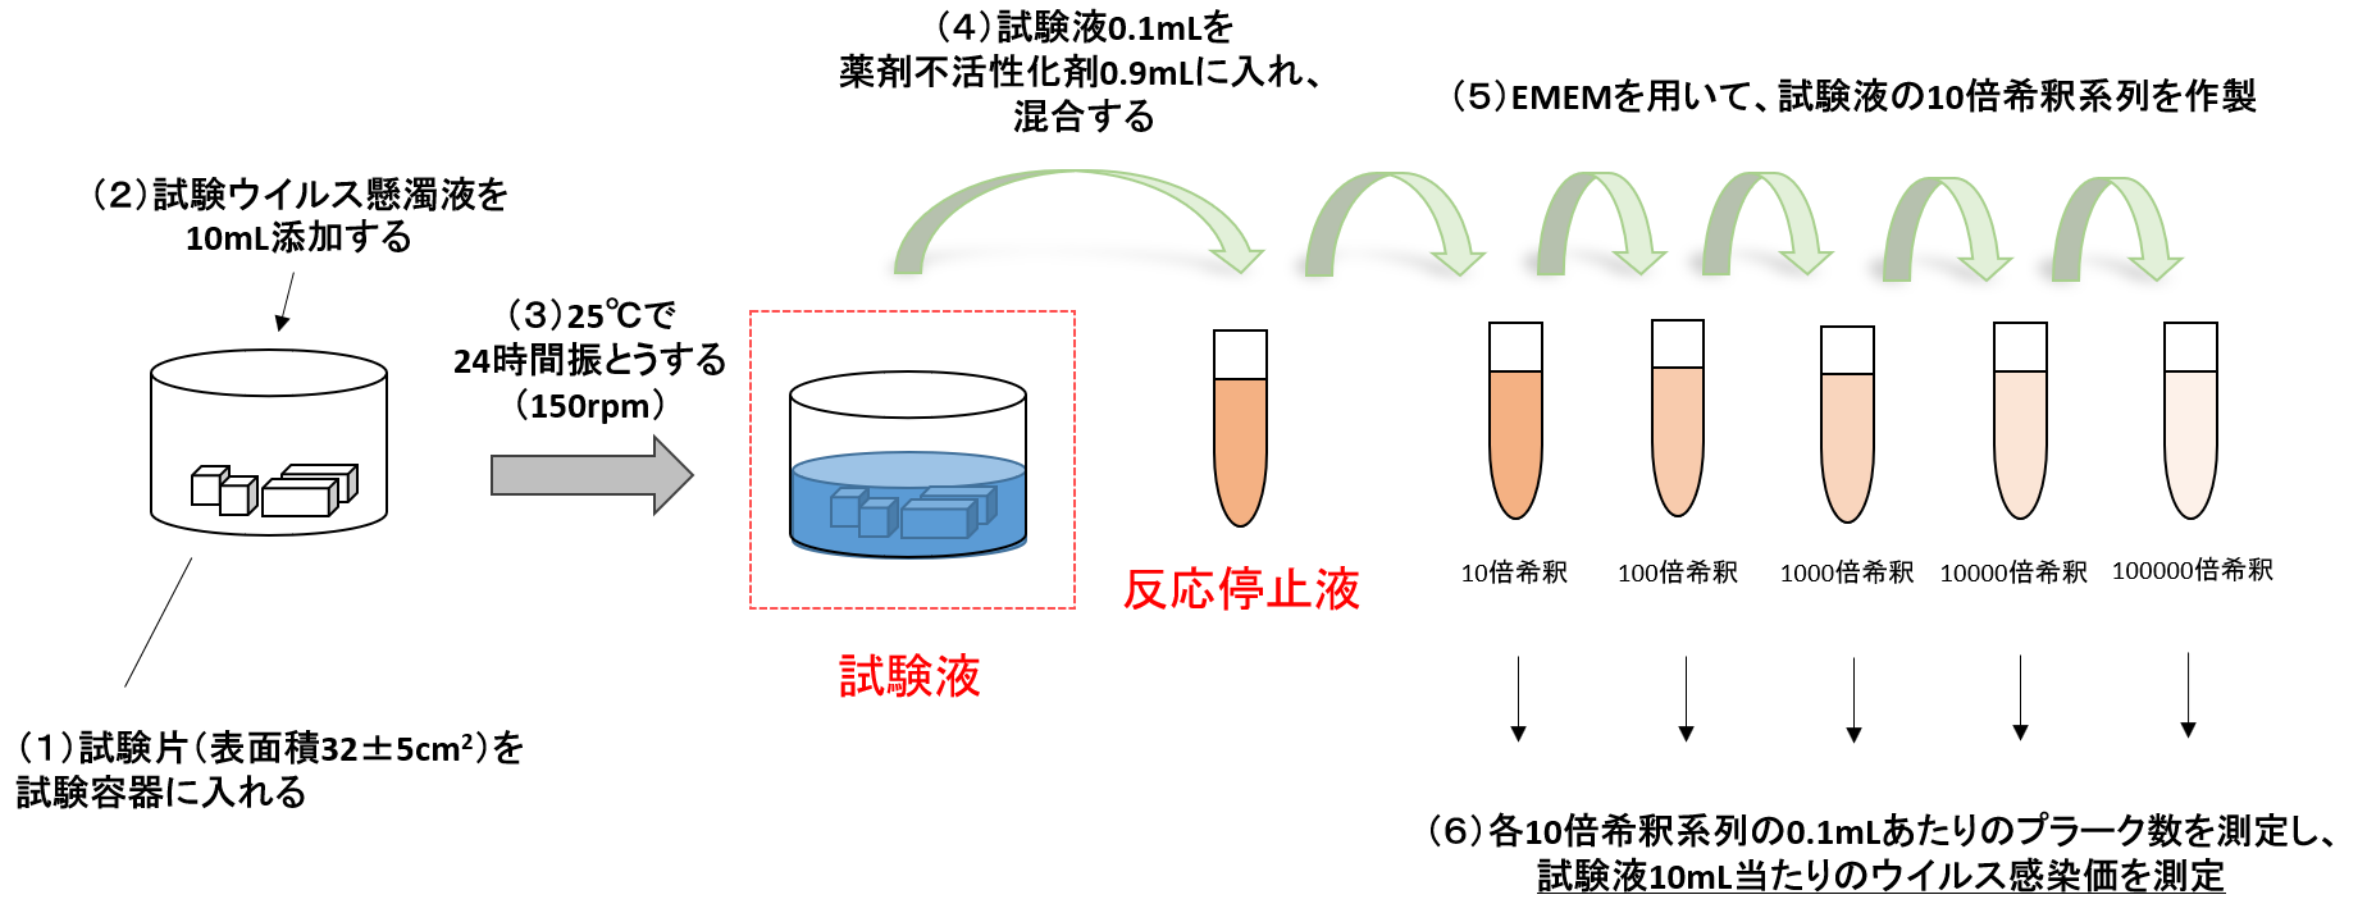 （1）試験片（表面積32±5cm²）を
試験容器に入れる
（2）試験ウイルス懸濁液を
10mL添加する
（3）25℃で
24時間振とうする
（150rpm）
試験液
（4）試験液0.1mLを
薬剤不活性化剤0.9mLに入れ、
混合する
反応停止液
（5）EMEMを用いて、試験液の10倍希釈系列を作製
10倍希釈
100倍希釈
1000倍希釈
10000倍希釈
100000倍希釈
（6）各10倍希釈系列の0.1mLあたりのプラーク数を測定し、
試験液10mL当たりのウイルス感染価を測定